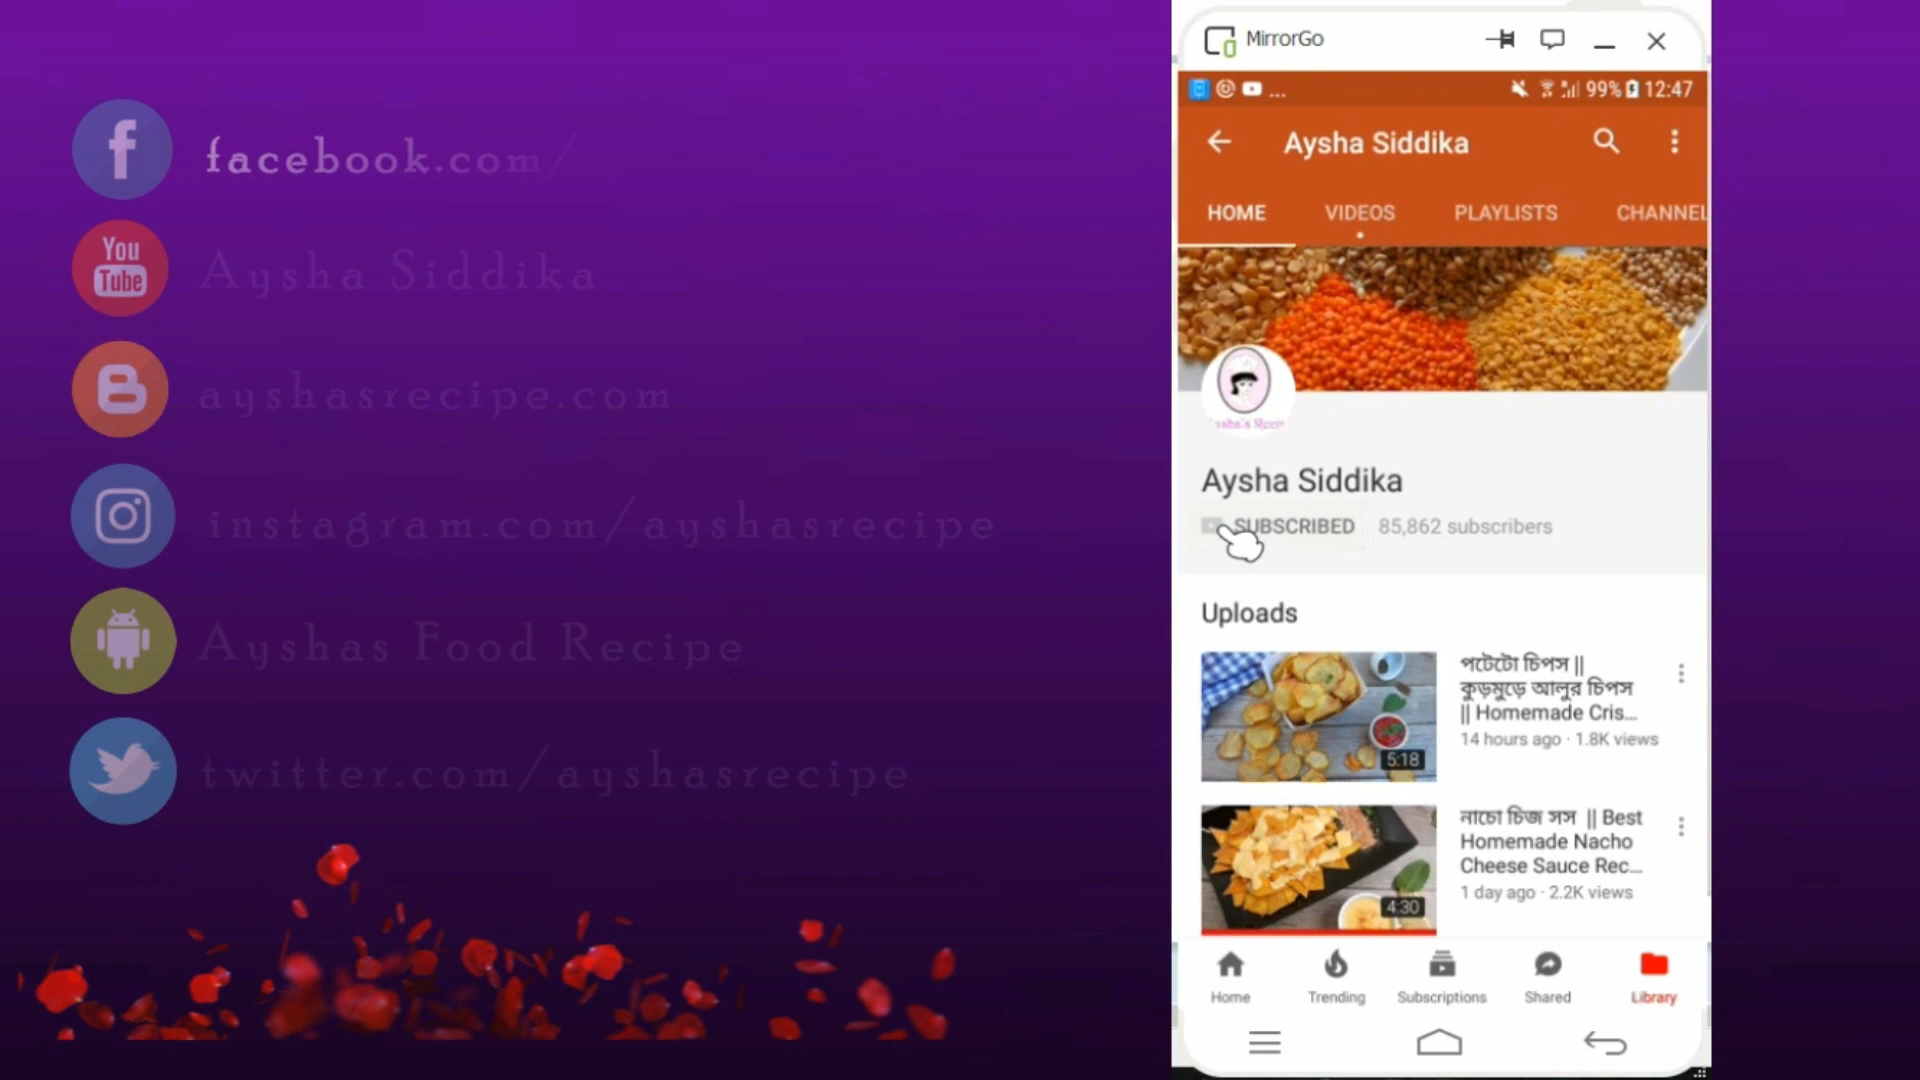 facebook.com/
You
Tube
Aysha Siddika
ayshasrecipe.com
instagram.com/ayshasrecipe
Ayshas Food Recipe
twitter.com/ayshasrecipe
MirrorGo
... 99% 12:47
Aysha Siddika
HOME VIDEOS PLAYLISTS CHANNEL
Aysha Siddika
SUBSCRIBED 85,862 subscribers
Uploads
পটেটো চিপস ||
কুড়মুড়ে আলুর চিপস
|| Homemade Cris...
14 hours ago · 1.8K views
5:18
নাচো চিজ সস || Best
Homemade Nacho
Cheese Sauce Rec...
1 day ago · 2.2K views
4:30
Home Trending Subscriptions Shared Library